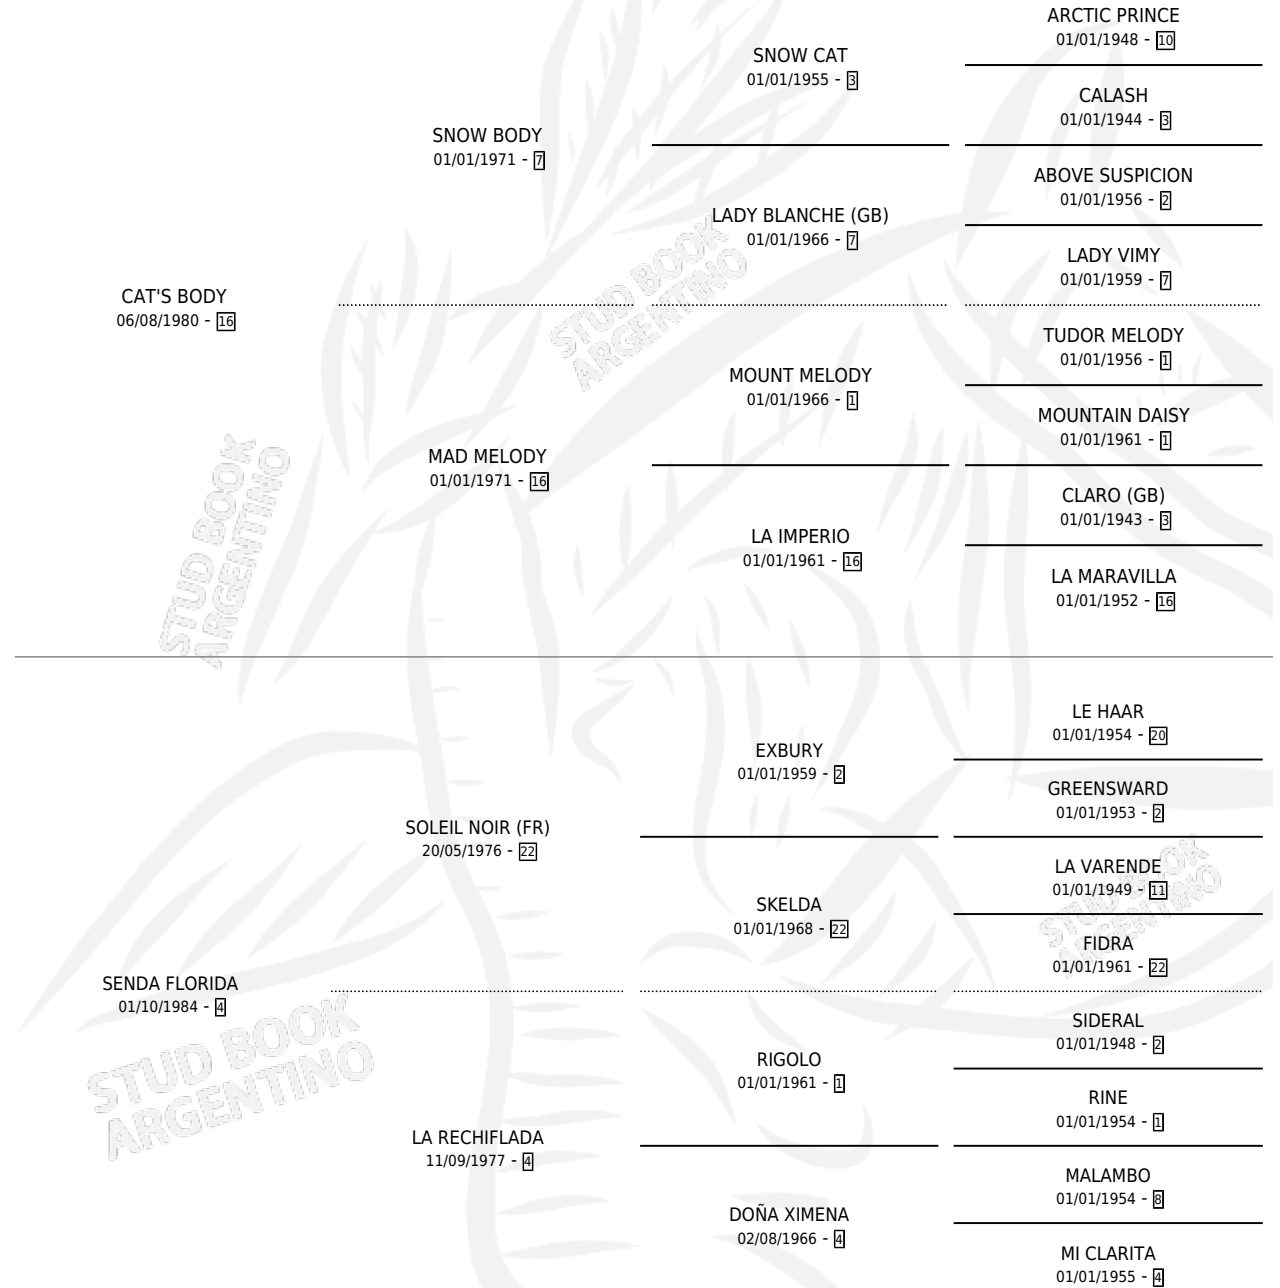 ARCTIC PRINCE
01/01/1948 - 10
SNOW CAT
01/01/1955 - 3
CALASH
01/01/1944 - 3
SNOW BODY
01/01/1971 - 7
ABOVE SUSPICION
01/01/1956 - 2
LADY BLANCHE (GB)
01/01/1966 - 7
LADY VIMY
01/01/1959 - 7
CAT'S BODY
06/08/1980 - 16
STUD BOOK
ARGENTINO
TUDOR MELODY
01/01/1956 - 1
MOUNT MELODY
01/01/1966 - 1
MOUNTAIN DAISY
01/01/1961 - 1
MAD MELODY
01/01/1971 - 16
CLARO (GB)
01/01/1943 - 3
LA IMPERIO
01/01/1961 - 16
LA MARAVILLA
01/01/1952 - 16
STUD BOOK
ARGENTINO
LE HAAR
01/01/1954 - 20
EXBURY
01/01/1959 - 2
GREENSWARD
01/01/1953 - 2
SOLEIL NOIR (FR)
20/05/1976 - 22
LA VARENDE
01/01/1949 - 11
SKELDA
01/01/1968 - 22
FIDRA
01/01/1961 - 22
STUD BOOK
ARGENTINO
SENDA FLORIDA
01/10/1984 - 4
SIDERAL
01/01/1948 - 2
RIGOLO
01/01/1961 - 1
RINE
01/01/1954 - 1
STUD BOOK
ARGENTINO
LA RECHIFLADA
11/09/1977 - 4
MALAMBO
01/01/1954 - 8
DOÑA XIMENA
02/08/1966 - 4
MI CLARITA
01/01/1955 - 4